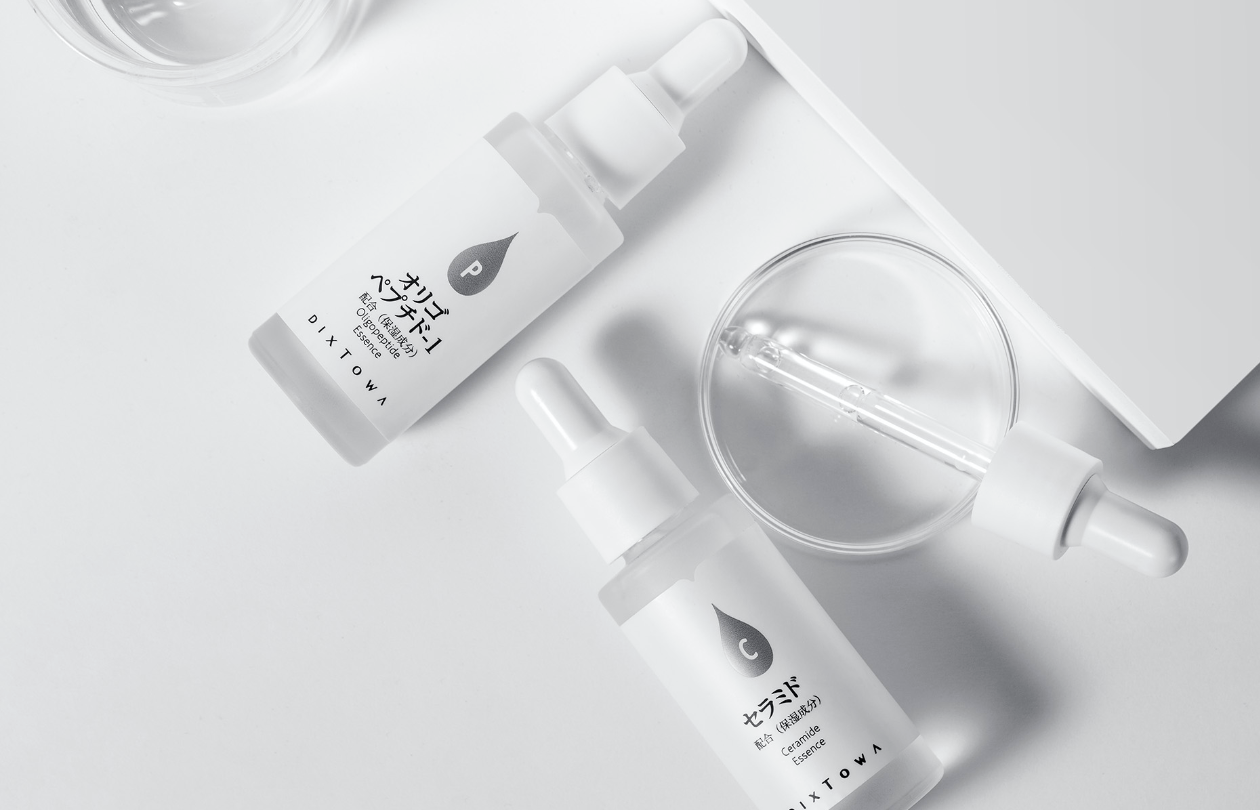 P
オリゴ
ペプチド-1
配合（保湿成分）
Oligopeptide
Essence
DIXTOWA
C
セラミド
配合（保湿成分）
Ceramide
Essence
DIXTOWA